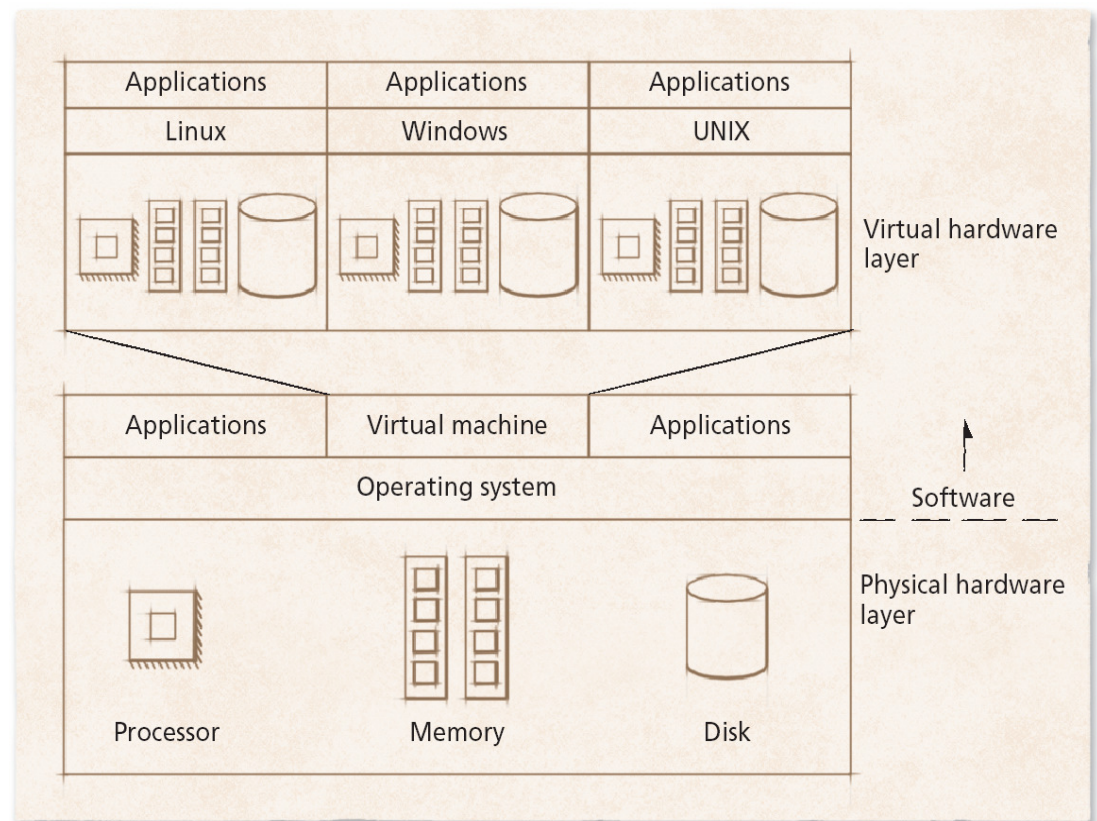 Applications
Applications
Applications
Linux
Windows
UNIX
Virtual hardware
layer
Applications
Virtual machine
Applications
Operating system
Software
Physical hardware
layer
Processor
Memory
Disk